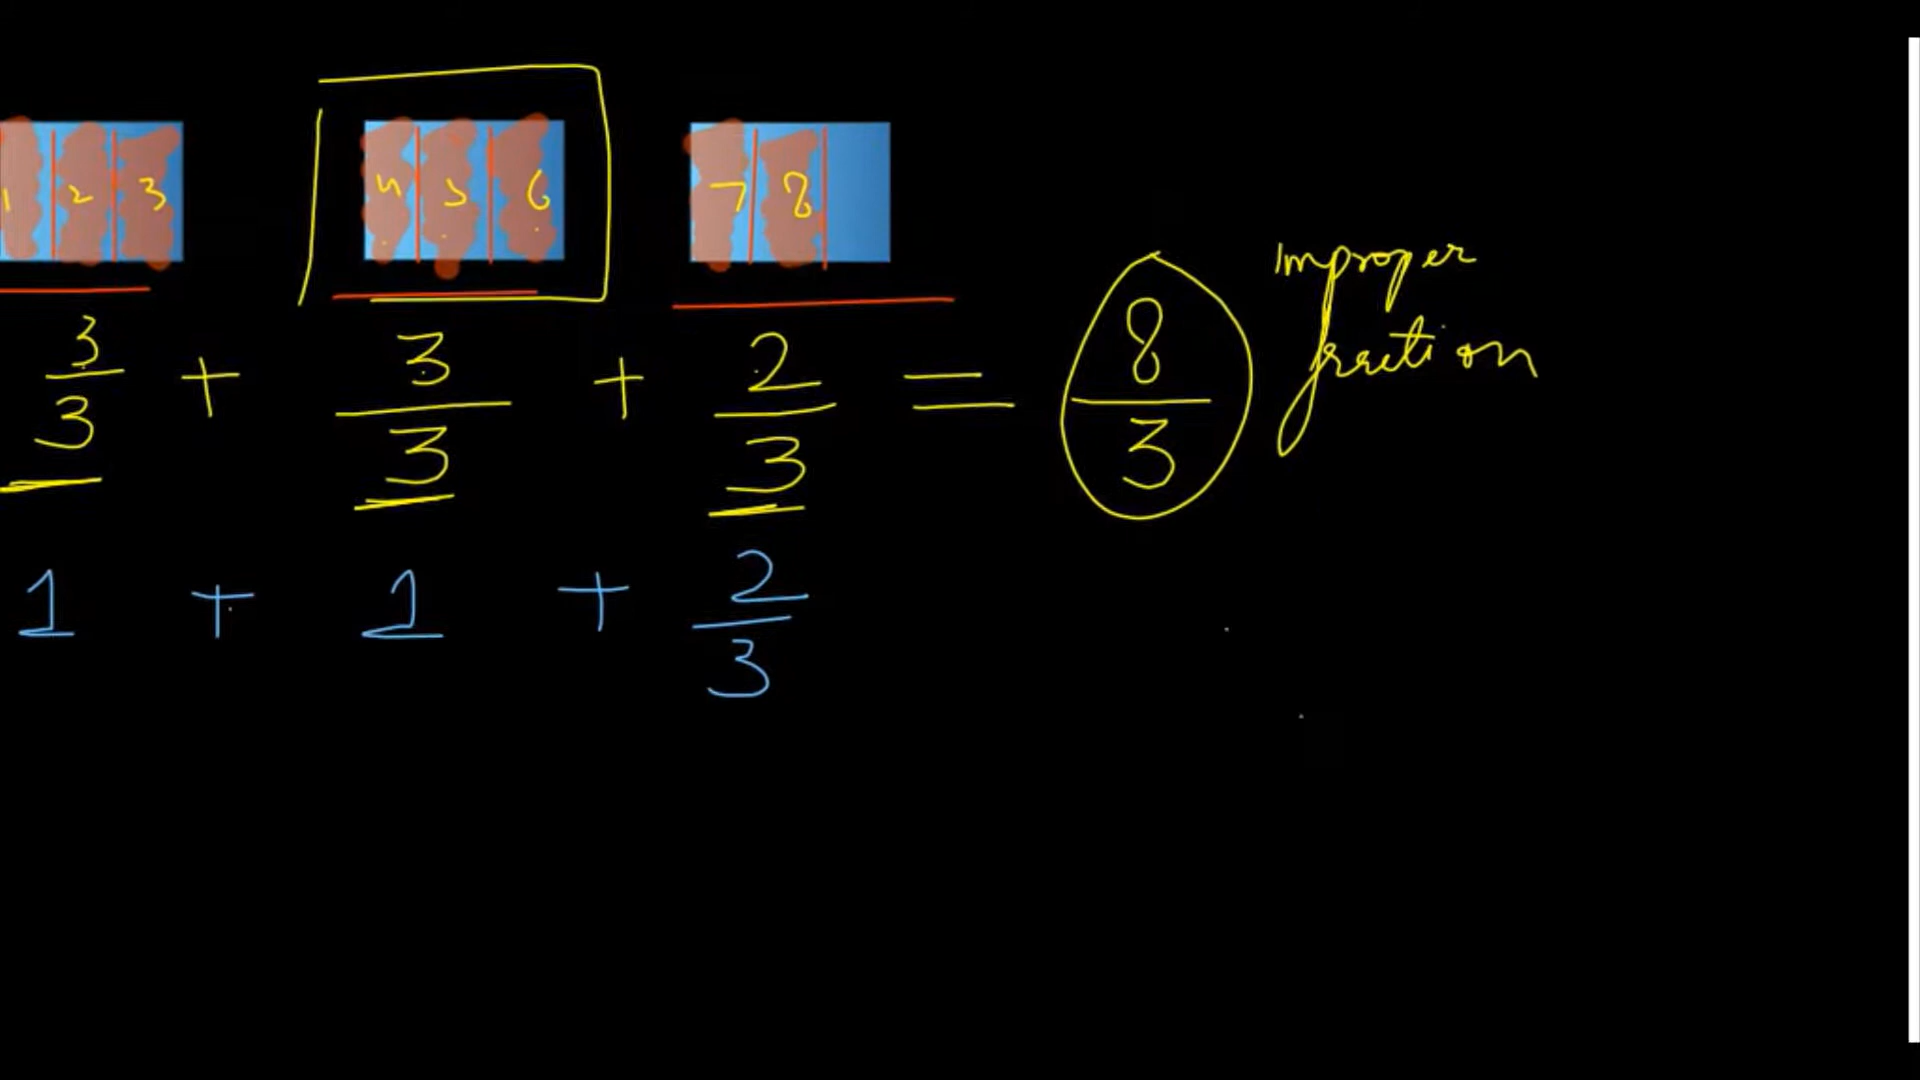 1 2 3 4 5 6 7 8
3/3 + 3/3 + 2/3 = 8/3
Improper
fraction
1 + 1 + 2/3